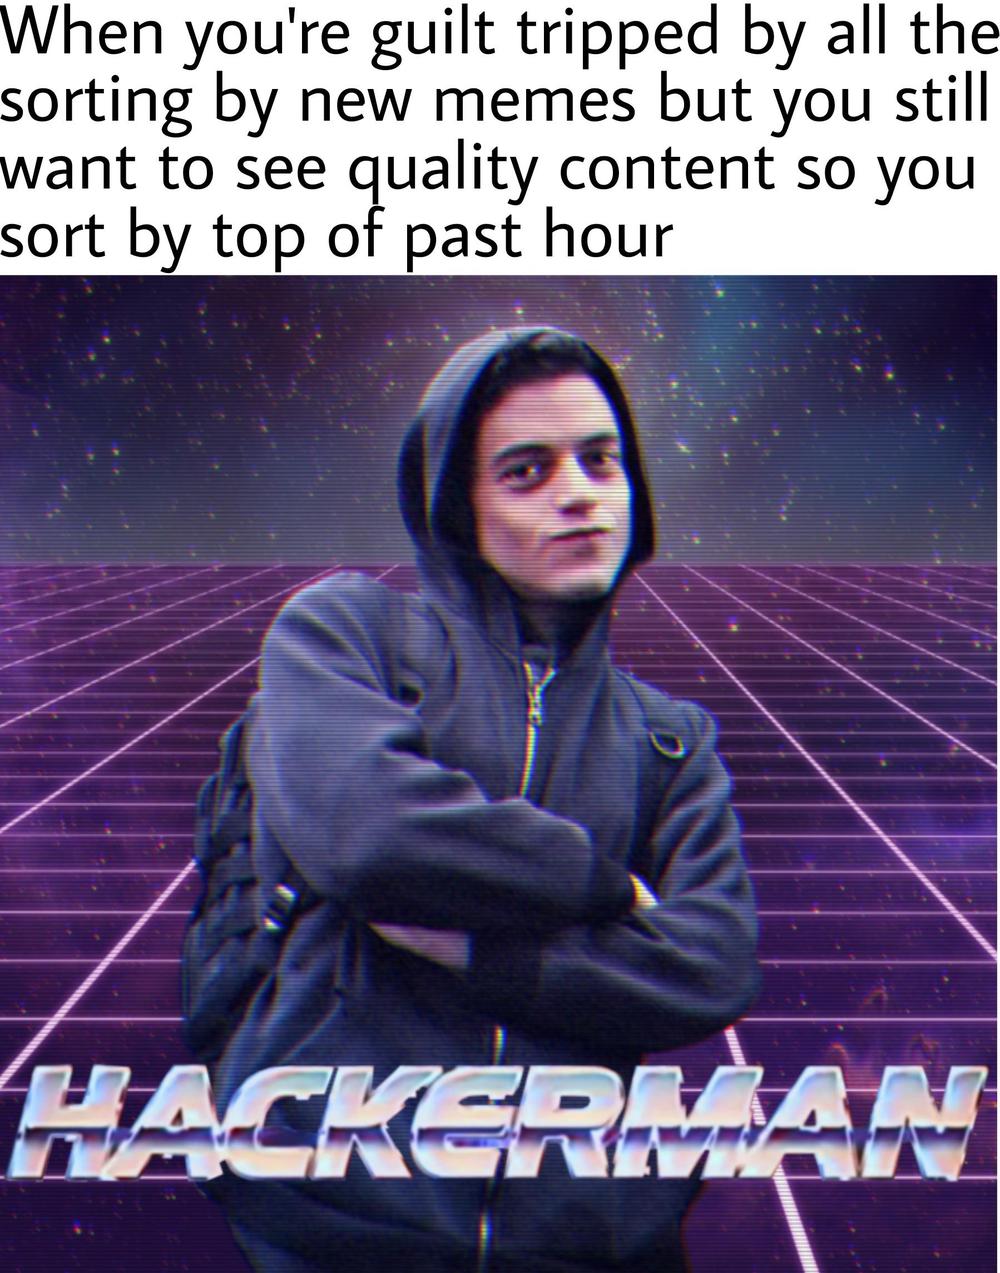 When you're guilt tripped by all the
sorting by new memes but you still
want to see quality content so you
sort by top of past hour
HACKERMAN